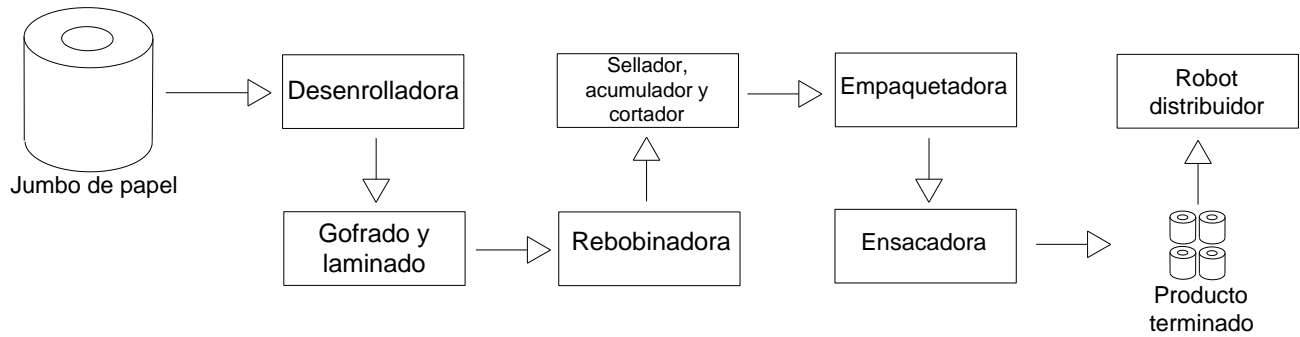 Jumbo de papel
Desenrolladora
Gofrado y
laminado
Rebobinadora
Sellador,
acumulador y
cortador
Empaquetadora
Ensacadora
Producto
terminado
Robot
distribuidor